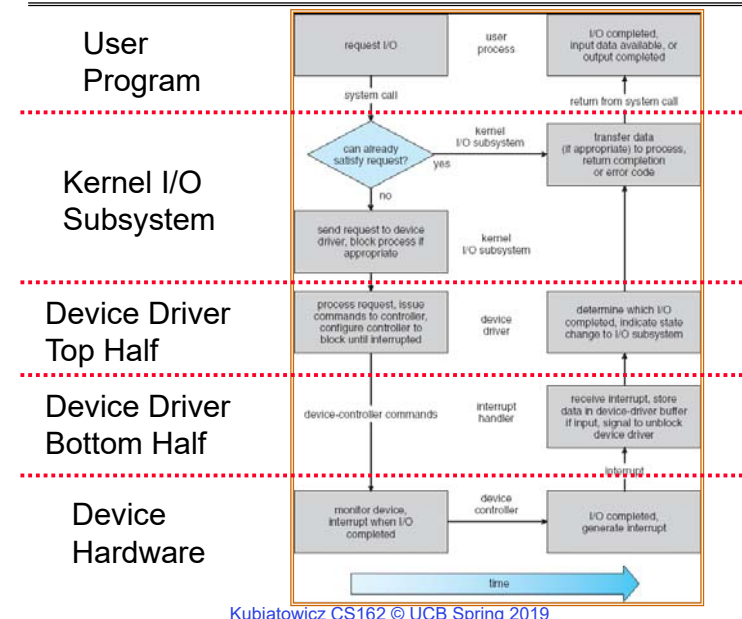 User
Program
request I/O
user
process
I/O completed,
input data available, or
output completed
system call
return from system call
Kernel I/O
Subsystem
can already
satisfy request?
yes
no
kernel
I/O subsystem
transfer data
(if appropriate) to process,
return completion
or error code
send request to device
driver, block process if
appropriate
kernel
I/O subsystem
Device Driver
Top Half
process request, issue
commands to controller,
configure controller to
block until interrupted
device
driver
determine which I/O
completed, indicate state
change to I/O subsystem
Device Driver
Bottom Half
device-controller commands
interrupt
handler
receive interrupt, store
data in device-driver buffer
if input, signal to unblock
device driver
interrupt
Device
Hardware
monitor device,
interrupt when I/O
completed
device
controller
I/O completed,
generate interrupt
time
Kubiatowicz CS162 © UCB Spring 2019